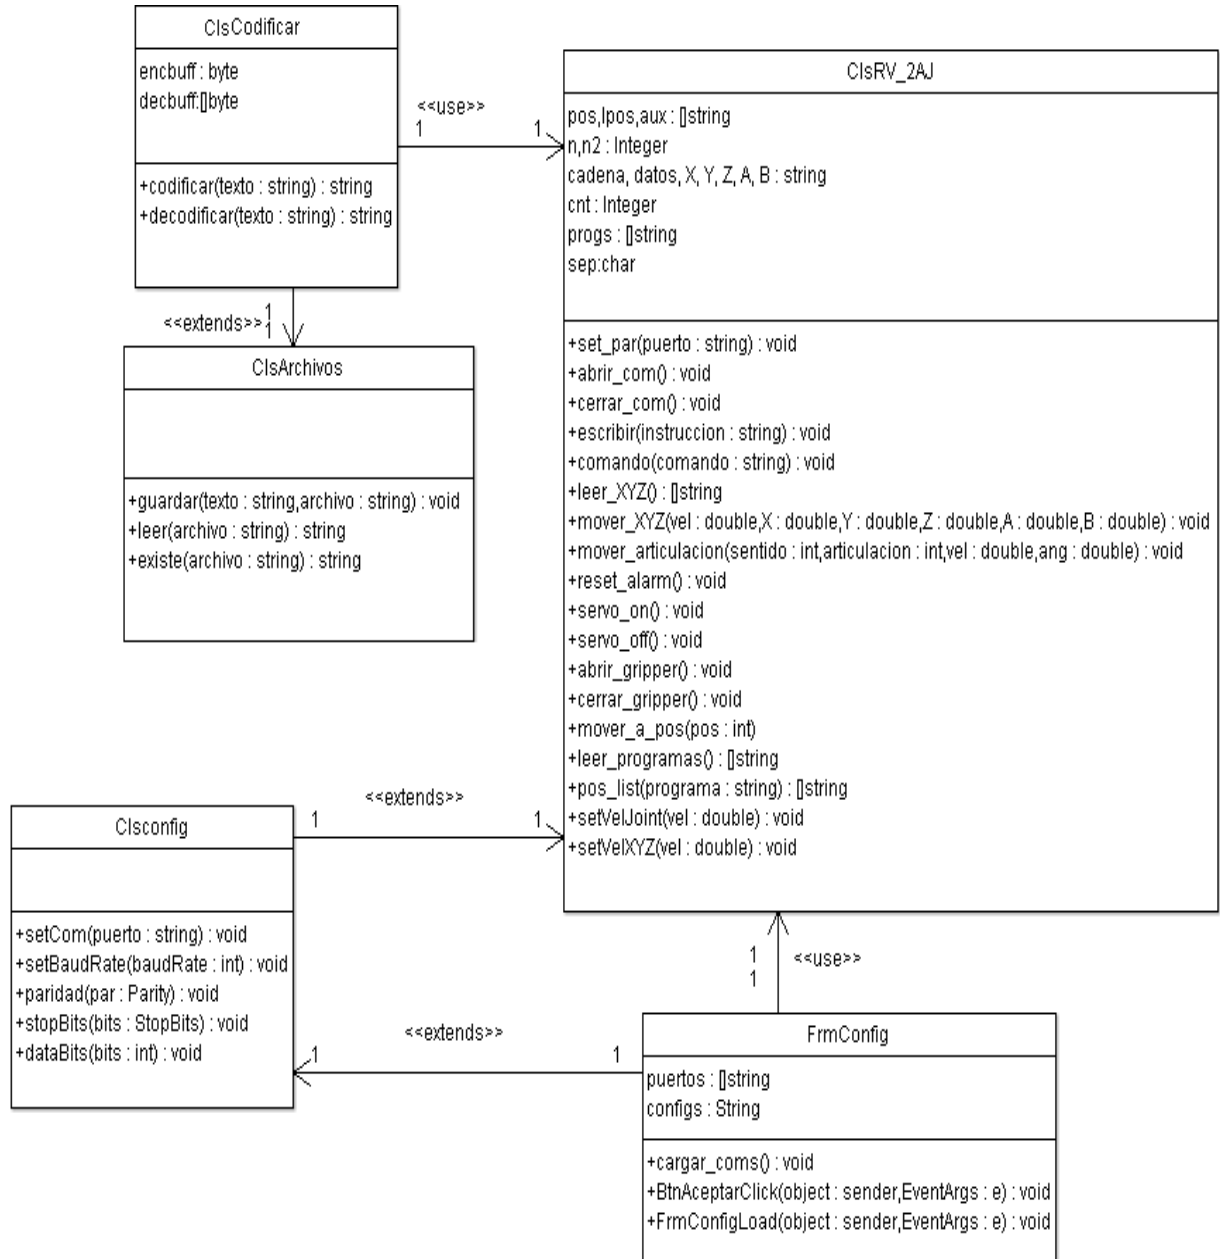 ClsCodificar
encbuff : byte
decbuff:[]byte
+codificar(texto : string) : string
+decodificar(texto : string) : string
<<use>>
1
1
ClsRV_2AJ
pos,lpos,aux : []string
n,n2 : Integer
cadena, datos, X, Y, Z, A, B : string
cnt : Integer
progs : []string
sep:char
+set_par(puerto : string) : void
+abrir_com() : void
+cerrar_com() : void
+escribir(instruccion : string) : void
+comando(comando : string) : void
+leer_XYZ() : []string
+mover_XYZ(vel : double,X : double,Y : double,Z : double,A : double,B : double) : void
+mover_articulacion(sentido : int,articulacion : int,vel : double,ang : double) : void
+reset_alarm() : void
+servo_on() : void
+servo_off() : void
+abrir_gripper() : void
+cerrar_gripper() : void
+mover_a_pos(pos : int)
+leer_programas() : []string
+pos_list(programa : string) : []string
+setVelJoint(vel : double) : void
+setVelXYZ(vel : double) : void
<<extends>>
1
1
ClsArchivos
+guardar(texto : string,archivo : string) : void
+leer(archivo : string) : string
+existe(archivo : string) : string
<<extends>>
1
1
Clsconfig
+setCom(puerto : string) : void
+setBaudRate(baudRate : int) : void
+paridad(par : Parity) : void
+stopBits(bits : StopBits) : void
+dataBits(bits : int) : void
1
1
<<use>>
<<extends>>
1
1
FrmConfig
puertos : []string
configs : String
+cargar_coms() : void
+BtnAceptarClick(object : sender,EventArgs : e) : void
+FrmConfigLoad(object : sender,EventArgs : e) : void